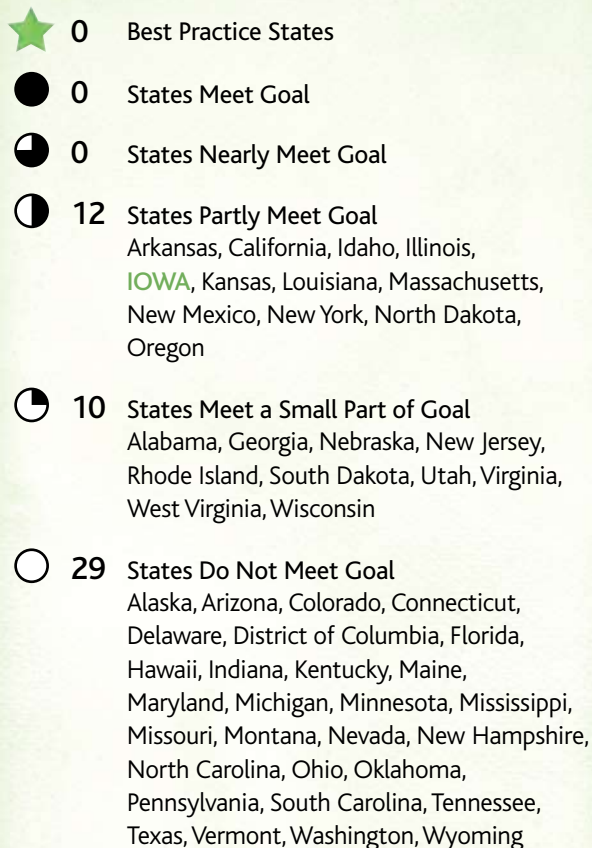 0 Best Practice States
0 States Meet Goal
0 States Nearly Meet Goal
12 States Partly Meet Goal
Arkansas, California, Idaho, Illinois,
IOWA, Kansas, Louisiana, Massachusetts,
New Mexico, New York, North Dakota,
Oregon
10 States Meet a Small Part of Goal
Alabama, Georgia, Nebraska, New Jersey,
Rhode Island, South Dakota, Utah, Virginia,
West Virginia, Wisconsin
29 States Do Not Meet Goal
Alaska, Arizona, Colorado, Connecticut,
Delaware, District of Columbia, Florida,
Hawaii, Indiana, Kentucky, Maine,
Maryland, Michigan, Minnesota, Mississippi,
Missouri, Montana, Nevada, New Hampshire,
North Carolina, Ohio, Oklahoma,
Pennsylvania, South Carolina, Tennessee,
Texas, Vermont, Washington, Wyoming